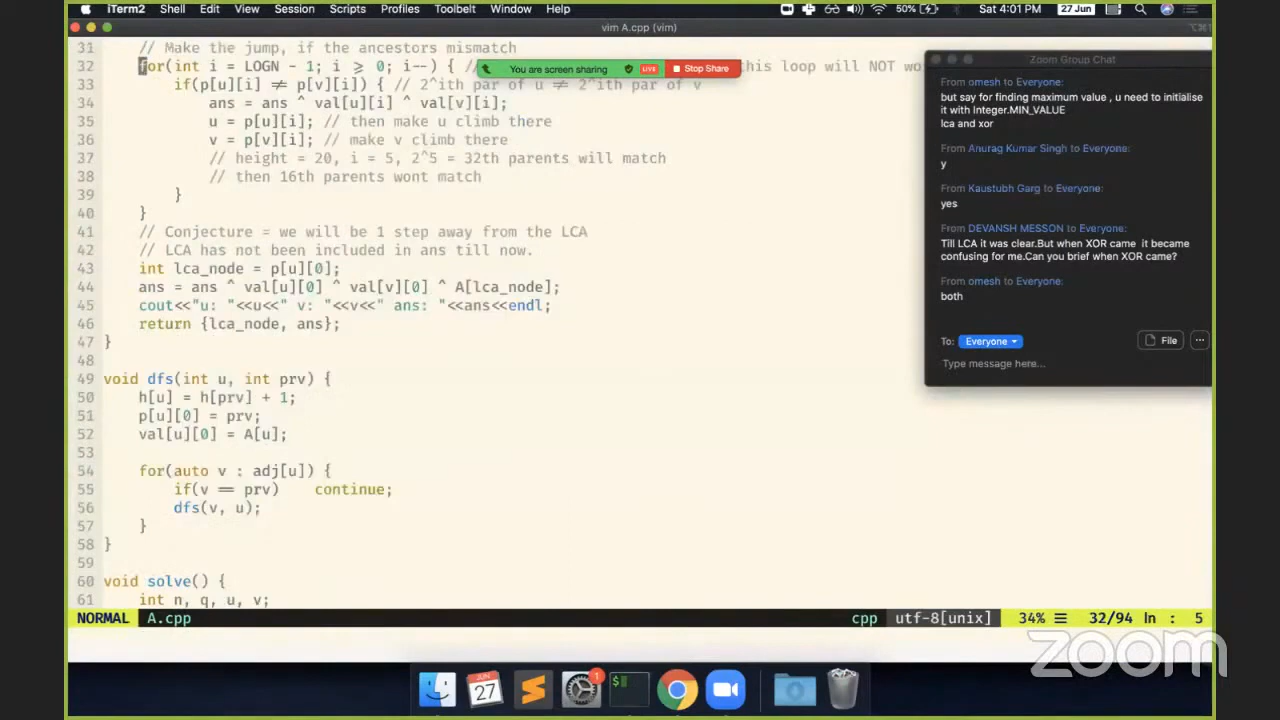 iTerm2 Shell Edit View Session Scripts Profiles Toolbelt Window Help 50% Sat 4:01 PM 27 Jun
vim A.cpp (vim)
31 // Make the jump, if the ancestors mismatch
32 for(int i = LOGN - 1; i ⩾ 0; i--) { // this loop will NOT wo
You are screen sharing LIVE Stop Share
33 if(p[u][i] ≠ p[v][i]) { // 2^ith par of u ≠ 2^ith par of v
34 ans = ans ^ val[u][i] ^ val[v][i];
35 u = p[u][i]; // then make u climb there
36 v = p[v][i]; // make v climb there
37 // height = 20, i = 5, 2^5 = 32th parents will match
38 // then 16th parents wont match
39 }
40 }
41 // Conjecture = we will be 1 step away from the LCA
42 // LCA has not been included in ans till now.
43 int lca_node = p[u][0];
44 ans = ans ^ val[u][0] ^ val[v][0] ^ A[lca_node];
45 cout<<"u: "<<u<<" v: "<<v<<" ans: "<<ans<<endl;
46 return {lca_node, ans};
47 }
48
49 void dfs(int u, int prv) {
50 h[u] = h[prv] + 1;
51 p[u][0] = prv;
52 val[u][0] = A[u];
53
54 for(auto v : adj[u]) {
55 if(v == prv) continue;
56 dfs(v, u);
57 }
58 }
59
60 void solve() {
61 int n, q, u, v;
NORMAL A.cpp cpp utf-8[unix] 34% ☰ 32/94 ln : 5
Zoom Group Chat
From omesh to Everyone:
but say for finding maximum value , u need to initialise
it with Integer.MIN_VALUE
lca and xor
From Anurag Kumar Singh to Everyone:
y
From Kaustubh Garg to Everyone:
yes
From DEVANSH MESSON to Everyone:
Till LCA it was clear.But when XOR came it became
confusing for me.Can you brief when XOR came?
From omesh to Everyone:
both
To: Everyone File ...
Type message here...
JUN
27
1
zoom